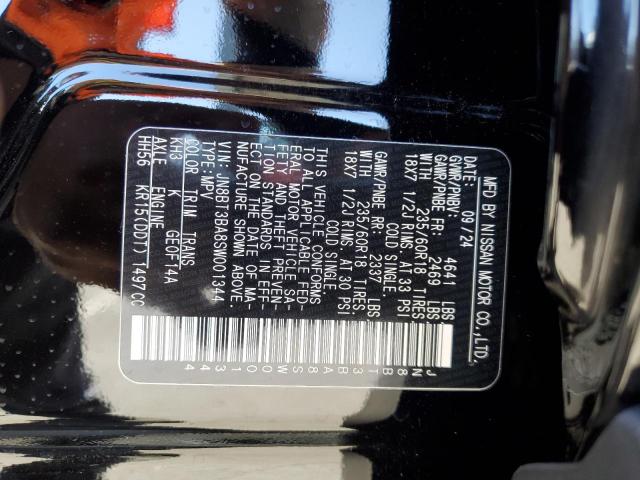 MFD BY NISSAN MOTOR CO.,LTD.
09/24
GVWR/PNBV: 4641 LBS.
GAWR/PNBE FR: 2469 LBS.
WITH 235/60R18 TIRES
18X7 1/2J RIMS AT 33 PSI
COLD SINGLE.
GAWR/PNBE RR: 2337 LBS.
WITH 235/60R18 TIRES
18X7 1/2J RIMS AT 30 PSI
COLD SINGLE.
THIS VEHICLE CONFORMS
TO ALL APPLICABLE FED-
ERAL MOTOR VEHICLE SA-
FETY AND THEFT PREVEN-
TION STANDARDS IN EFF-
ECT ON THE DATE OF MA-
NUFACTURE SHOWN ABOVE
VIN:JN8BT3BA8SW001344
TYPE:MPV
COLOR TRIM TRANS
KH3 K GE0F14A
AXLE ENGINE
HH56 KR15(DDT) 1497CC
JN8BT3BA8SW001344